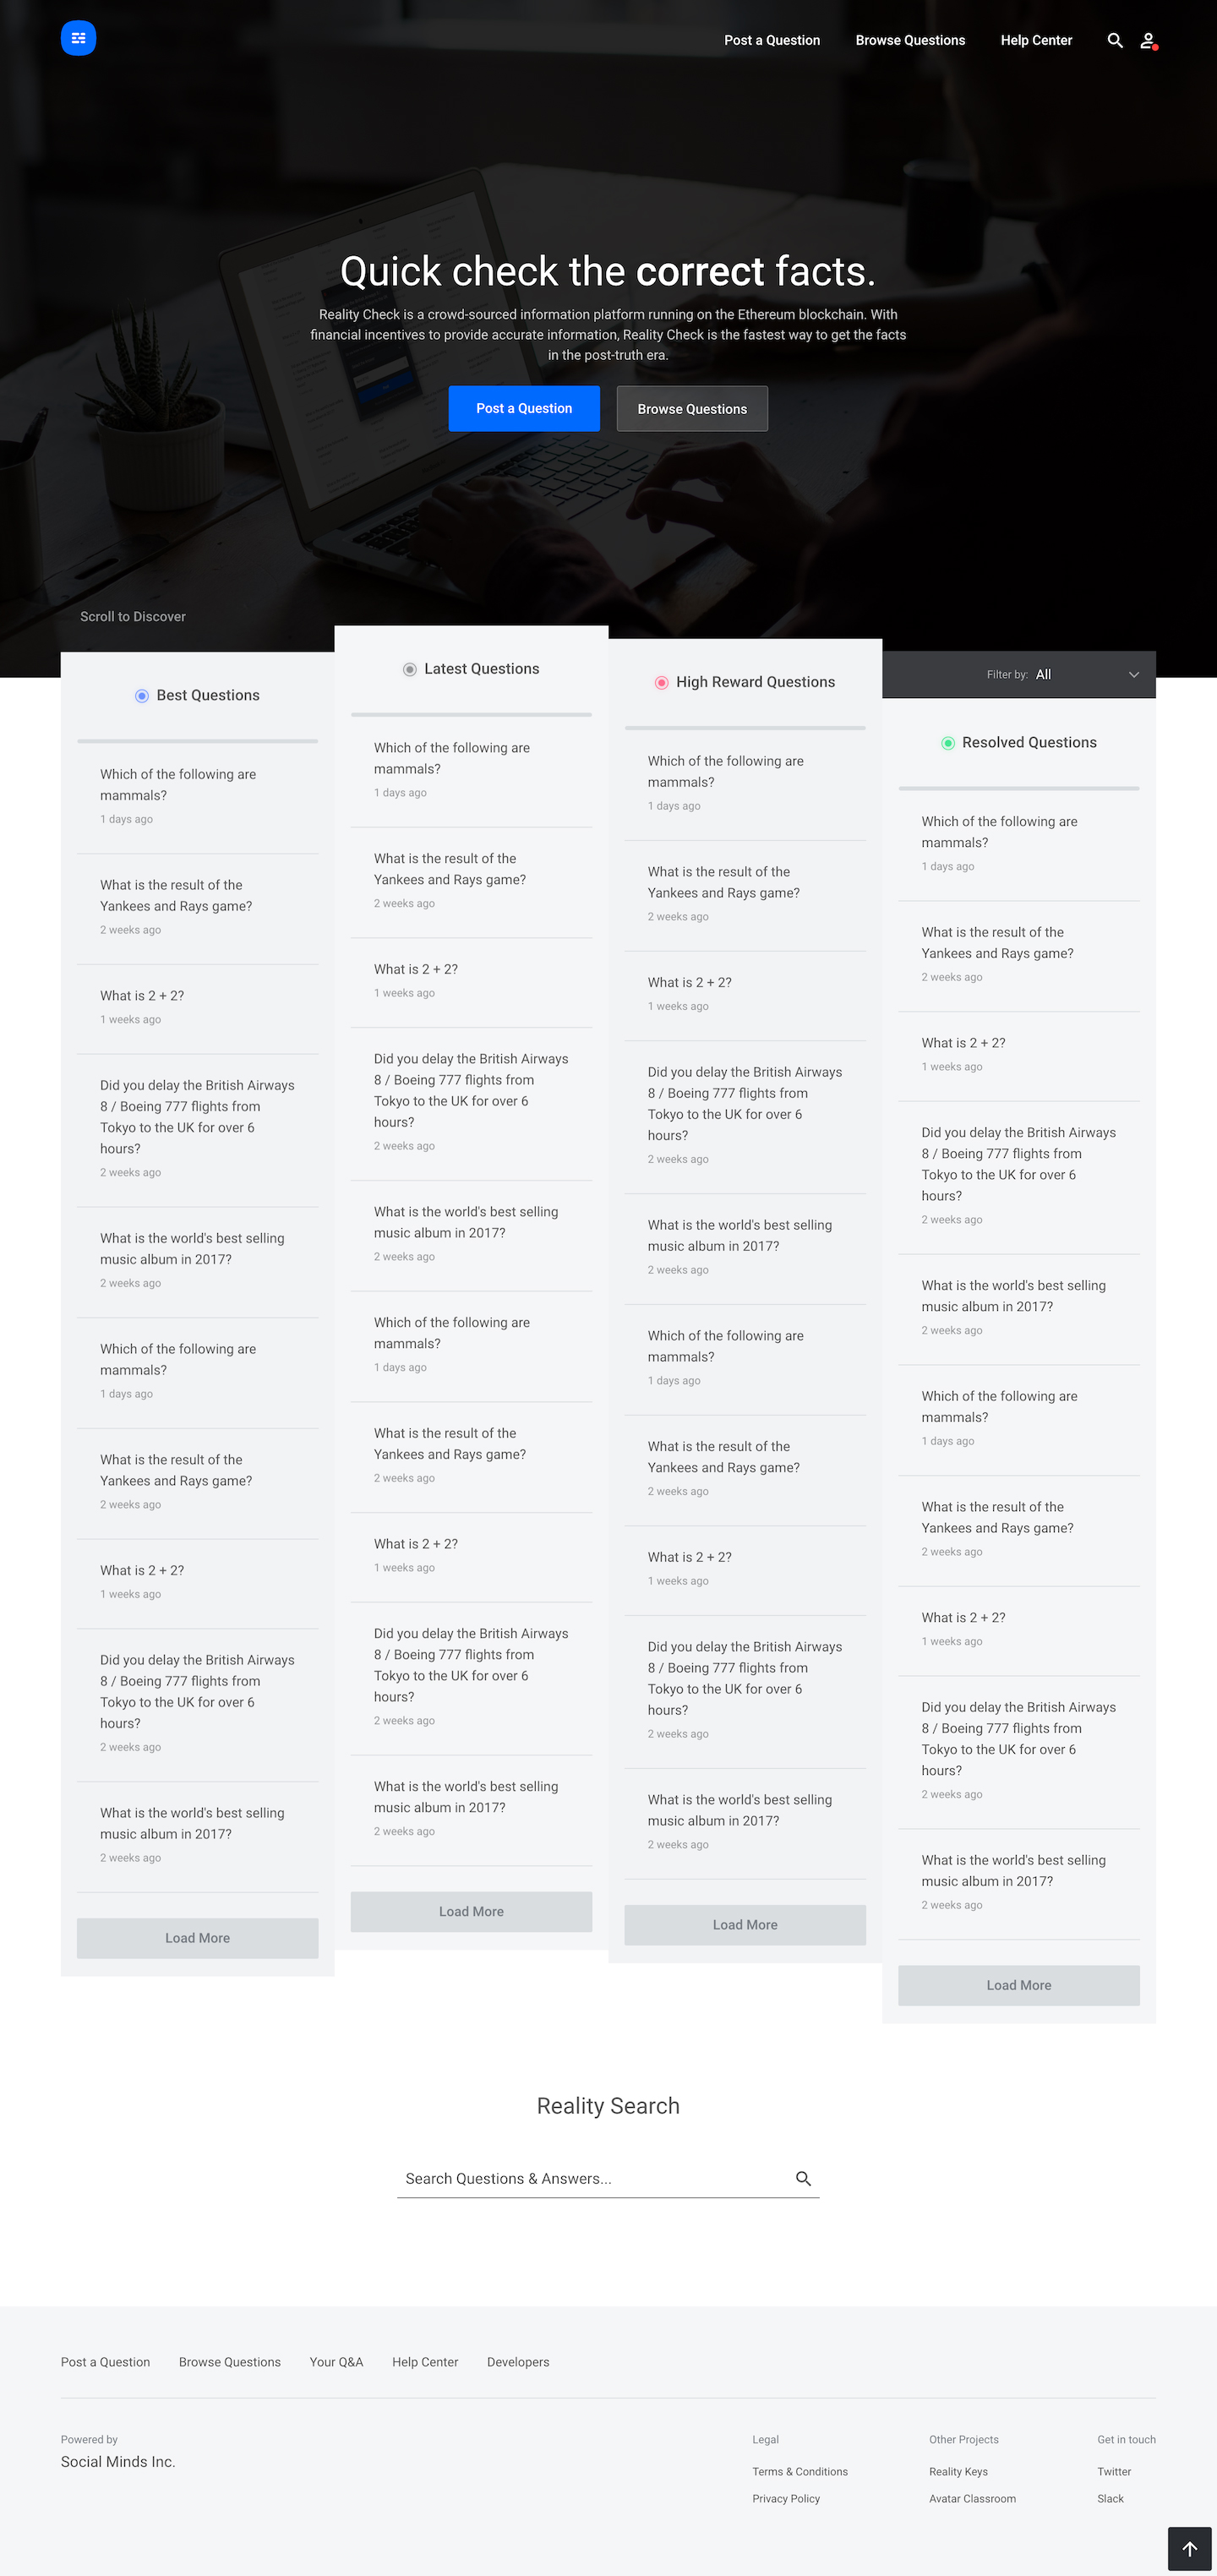 Post a Question
Browse Questions
Help Center
Quick check the correct facts.
Reality Check is a crowd-sourced information platform running on the Ethereum blockchain. With
financial incentives to provide accurate information, Reality Check is the fastest way to get the facts
in the post-truth era.
Post a Question
Browse Questions
Scroll to Discover
Best Questions
Which of the following are
mammals?
1 days ago
What is the result of the
Yankees and Rays game?
2 weeks ago
What is 2 + 2?
1 weeks ago
Did you delay the British Airways
8 / Boeing 777 flights from
Tokyo to the UK for over 6
hours?
2 weeks ago
What is the world's best selling
music album in 2017?
2 weeks ago
Which of the following are
mammals?
1 days ago
What is the result of the
Yankees and Rays game?
2 weeks ago
What is 2 + 2?
1 weeks ago
Did you delay the British Airways
8 / Boeing 777 flights from
Tokyo to the UK for over 6
hours?
2 weeks ago
What is the world's best selling
music album in 2017?
2 weeks ago
Load More
Latest Questions
Which of the following are
mammals?
1 days ago
What is the result of the
Yankees and Rays game?
2 weeks ago
What is 2 + 2?
1 weeks ago
Did you delay the British Airways
8 / Boeing 777 flights from
Tokyo to the UK for over 6
hours?
2 weeks ago
What is the world's best selling
music album in 2017?
2 weeks ago
Which of the following are
mammals?
1 days ago
What is the result of the
Yankees and Rays game?
2 weeks ago
What is 2 + 2?
1 weeks ago
Did you delay the British Airways
8 / Boeing 777 flights from
Tokyo to the UK for over 6
hours?
2 weeks ago
What is the world's best selling
music album in 2017?
2 weeks ago
Load More
High Reward Questions
Which of the following are
mammals?
1 days ago
What is the result of the
Yankees and Rays game?
2 weeks ago
What is 2 + 2?
1 weeks ago
Did you delay the British Airways
8 / Boeing 777 flights from
Tokyo to the UK for over 6
hours?
2 weeks ago
What is the world's best selling
music album in 2017?
2 weeks ago
Which of the following are
mammals?
1 days ago
What is the result of the
Yankees and Rays game?
2 weeks ago
What is 2 + 2?
1 weeks ago
Did you delay the British Airways
8 / Boeing 777 flights from
Tokyo to the UK for over 6
hours?
2 weeks ago
What is the world's best selling
music album in 2017?
2 weeks ago
Load More
Filter by: All
Resolved Questions
Which of the following are
mammals?
1 days ago
What is the result of the
Yankees and Rays game?
2 weeks ago
What is 2 + 2?
1 weeks ago
Did you delay the British Airways
8 / Boeing 777 flights from
Tokyo to the UK for over 6
hours?
2 weeks ago
What is the world's best selling
music album in 2017?
2 weeks ago
Which of the following are
mammals?
1 days ago
What is the result of the
Yankees and Rays game?
2 weeks ago
What is 2 + 2?
1 weeks ago
Did you delay the British Airways
8 / Boeing 777 flights from
Tokyo to the UK for over 6
hours?
2 weeks ago
What is the world's best selling
music album in 2017?
2 weeks ago
Load More
Reality Search
Search Questions & Answers...
Post a Question
Browse Questions
Your Q&A
Help Center
Developers
Powered by
Social Minds Inc.
Legal
Terms & Conditions
Privacy Policy
Other Projects
Reality Keys
Avatar Classroom
Get in touch
Twitter
Slack